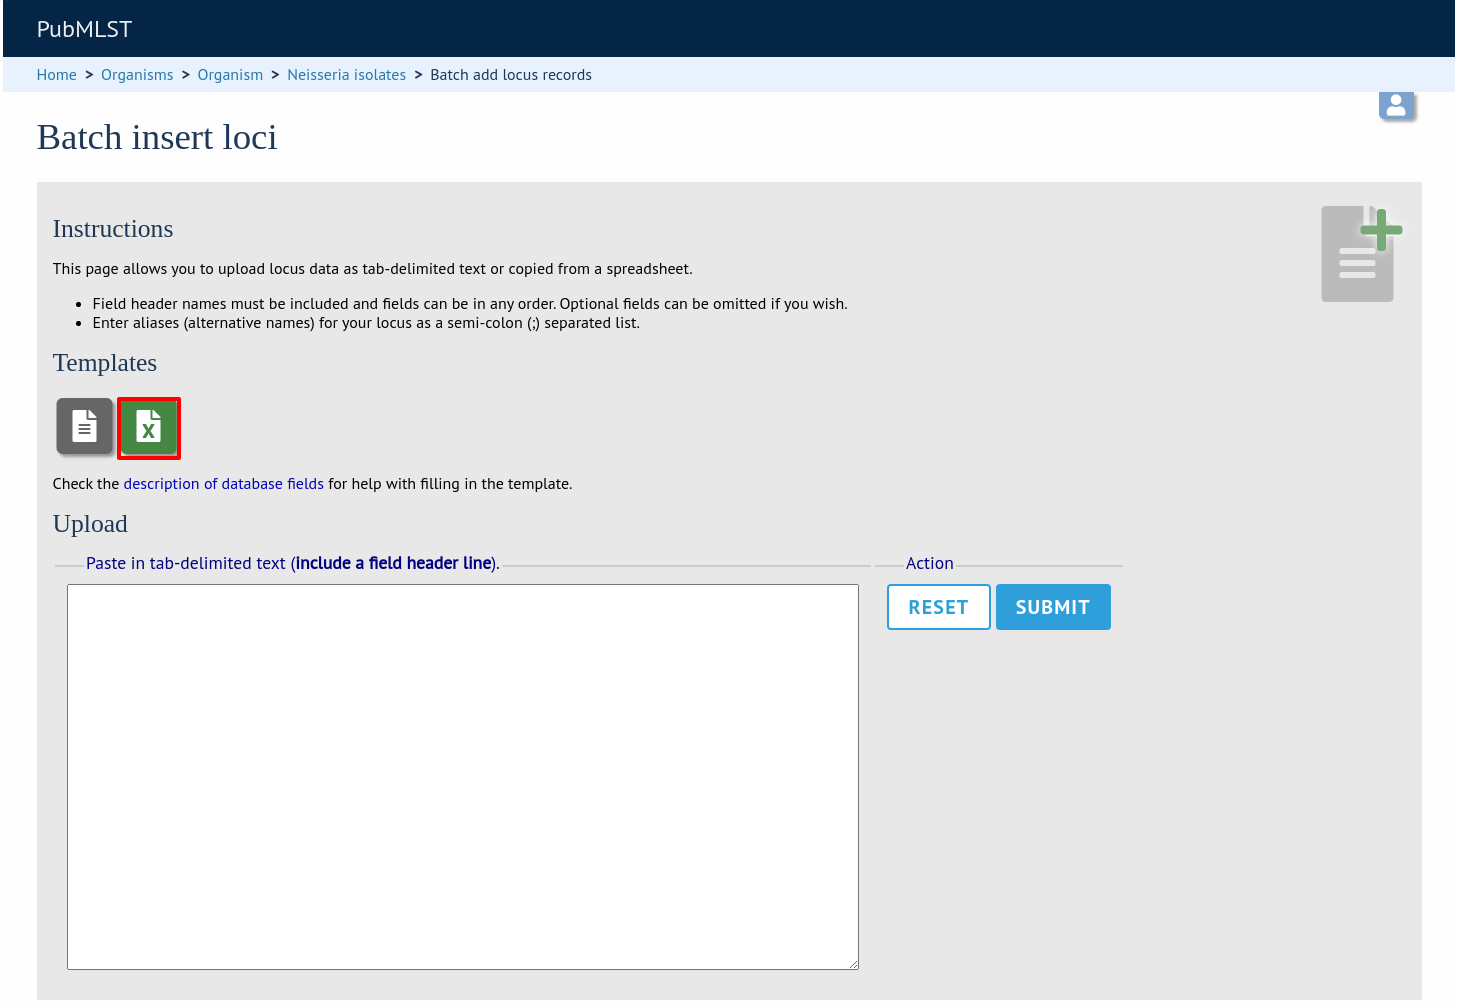 PubMLST
Home > Organisms > Organism > Neisseria isolates > Batch add locus records
Batch insert loci
Instructions
This page allows you to upload locus data as tab-delimited text or copied from a spreadsheet.
• Field header names must be included and fields can be in any order. Optional fields can be omitted if you wish.
• Enter aliases (alternative names) for your locus as a semi-colon (;) separated list.
Templates
X
Check the description of database fields for help with filling in the template.
Upload
Paste in tab-delimited text (include a field header line).
Action
RESET SUBMIT